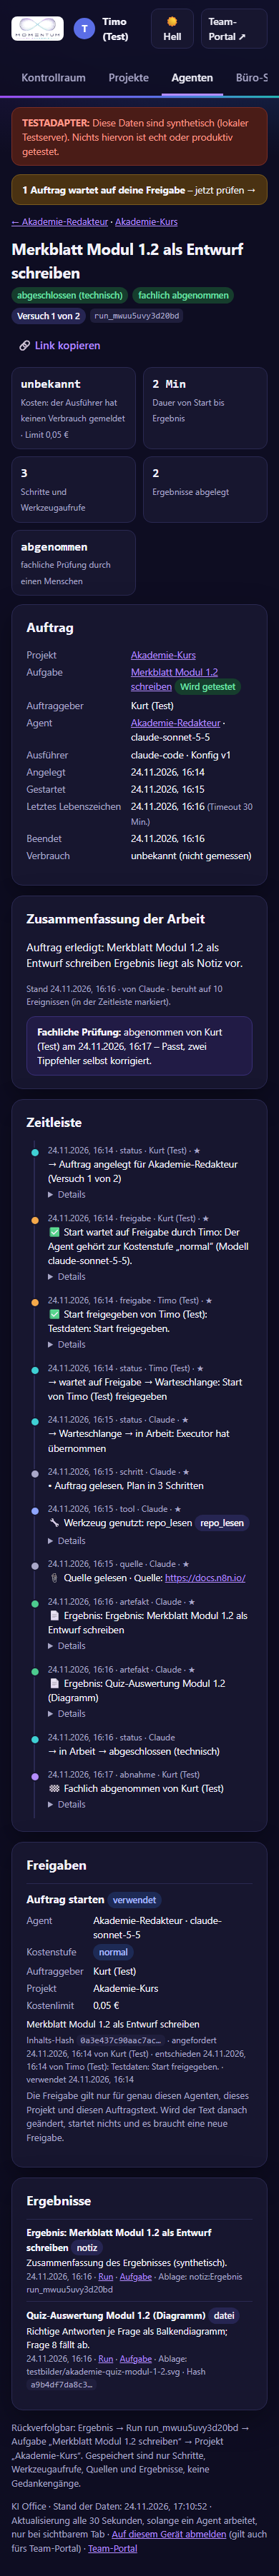 MOMENTUM
T
Timo
(Test)
Hell
Team-
Portal ↗
Kontrollraum
Projekte
Agenten
Büro-S
TESTADAPTER: Diese Daten sind synthetisch (lokaler
Testserver). Nichts hiervon ist echt oder produktiv
getestet.
1 Auftrag wartet auf deine Freigabe – jetzt prüfen →
← Akademie-Redakteur · Akademie-Kurs
Merkblatt Modul 1.2 als Entwurf
schreiben
abgeschlossen (technisch)
fachlich abgenommen
Versuch 1 von 2
run_mwuu5uvy3d20bd
🔗 Link kopieren
unbekannt
Kosten: der Ausführer hat
keinen Verbrauch gemeldet
· Limit 0,05 €
2 Min
Dauer von Start bis
Ergebnis
3
Schritte und
Werkzeugaufrufe
2
Ergebnisse abgelegt
abgenommen
fachliche Prüfung durch
einen Menschen
Auftrag
Projekt Akademie-Kurs
Aufgabe Merkblatt Modul 1.2
schreiben Wird getestet
Auftraggeber Kurt (Test)
Agent Akademie-Redakteur ·
claude-sonnet-5-5
Ausführer claude-code · Konfig v1
Angelegt 24.11.2026, 16:14
Gestartet 24.11.2026, 16:15
Letztes Lebenszeichen 24.11.2026, 16:16 (Timeout 30
Min.)
Beendet 24.11.2026, 16:16
Verbrauch unbekannt (nicht gemessen)
Zusammenfassung der Arbeit
Auftrag erledigt: Merkblatt Modul 1.2 als
Entwurf schreiben Ergebnis liegt als Notiz vor.
Stand 24.11.2026, 16:16 · von Claude · beruht auf 10
Ereignissen (in der Zeitleiste markiert).
Fachliche Prüfung: abgenommen von Kurt
(Test) am 24.11.2026, 16:17 – Passt, zwei
Tippfehler selbst korrigiert.
Zeitleiste
24.11.2026, 16:14 · status · Kurt (Test) · ★
→ Auftrag angelegt für Akademie-Redakteur
(Versuch 1 von 2)
▶ Details
24.11.2026, 16:14 · freigabe · Kurt (Test) · ★
✅ Start wartet auf Freigabe durch Timo: Der
Agent gehört zur Kostenstufe „normal“ (Modell
claude-sonnet-5-5).
▶ Details
24.11.2026, 16:14 · freigabe · Timo (Test) · ★
✅ Start freigegeben von Timo (Test):
Testdaten: Start freigegeben.
▶ Details
24.11.2026, 16:14 · status · Timo (Test) · ★
→ wartet auf Freigabe → Warteschlange: Start
von Timo (Test) freigegeben
24.11.2026, 16:15 · status · Claude · ★
→ Warteschlange → in Arbeit: Executor hat
übernommen
24.11.2026, 16:15 · schritt · Claude · ★
• Auftrag gelesen, Plan in 3 Schritten
24.11.2026, 16:15 · tool · Claude · ★
🔧 Werkzeug genutzt: repo_lesen repo_lesen
▶ Details
24.11.2026, 16:15 · quelle · Claude · ★
📎 Quelle gelesen · Quelle: https://docs.n8n.io/
24.11.2026, 16:16 · artefakt · Claude · ★
📄 Ergebnis: Ergebnis: Merkblatt Modul 1.2 als
Entwurf schreiben
▶ Details
24.11.2026, 16:16 · artefakt · Claude · ★
📄 Ergebnis: Quiz-Auswertung Modul 1.2
(Diagramm)
▶ Details
24.11.2026, 16:16 · status · Claude
→ in Arbeit → abgeschlossen (technisch)
24.11.2026, 16:17 · abnahme · Kurt (Test)
🏁 Fachlich abgenommen von Kurt (Test)
▶ Details
Freigaben
Auftrag starten verwendet
Agent Akademie-Redakteur · claude-
sonnet-5-5
Kostenstufe normal
Auftraggeber Kurt (Test)
Projekt Akademie-Kurs
Kostenlimit 0,05 €
Merkblatt Modul 1.2 als Entwurf schreiben
Inhalts-Hash 0a3e437c90aac7ac… · angefordert
24.11.2026, 16:14 von Kurt (Test) · entschieden 24.11.2026,
16:14 von Timo (Test): Testdaten: Start freigegeben. ·
verwendet 24.11.2026, 16:14
Die Freigabe gilt nur für genau diesen Agenten, dieses
Projekt und diesen Auftragstext. Wird der Text danach
geändert, startet nichts und es braucht eine neue
Freigabe.
Ergebnisse
Ergebnis: Merkblatt Modul 1.2 als Entwurf
schreiben notiz
Zusammenfassung des Ergebnisses (synthetisch).
24.11.2026, 16:16 · Run · Aufgabe · Ablage: notiz:Ergebnis
run_mwuu5uvy3d20bd
Quiz-Auswertung Modul 1.2 (Diagramm) datei
Richtige Antworten je Frage als Balkendiagramm;
Frage 8 fällt ab.
24.11.2026, 16:16 · Run · Aufgabe · Ablage:
testbilder/akademie-quiz-modul-1-2.svg · Hash
a9b4df7da8c3…
Rückverfolgbar: Ergebnis → Run run_mwuu5uvy3d20bd →
Aufgabe „Merkblatt Modul 1.2 schreiben“ → Projekt
„Akademie-Kurs“. Gespeichert sind nur Schritte,
Werkzeugaufrufe, Quellen und Ergebnisse, keine
Gedankengänge.
KI Office · Stand der Daten: 24.11.2026, 17:10:52 ·
Aktualisierung alle 30 Sekunden, solange ein Agent arbeitet,
nur bei sichtbarem Tab · Auf diesem Gerät abmelden (gilt auch
fürs Team-Portal) · Team-Portal